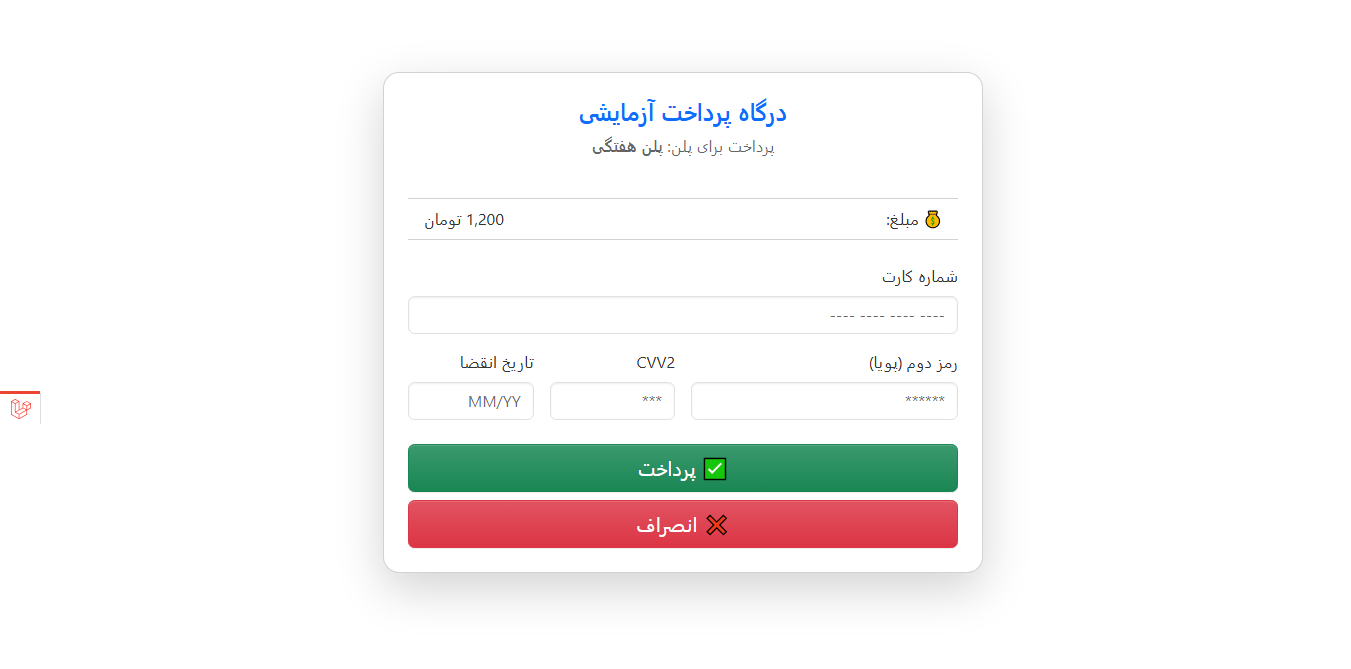 درگاه پرداخت آزمایشی
پرداخت برای پلن: پلن هفتگی
💰 مبلغ: 1,200 تومان
شماره کارت
---- ---- ---- ----
رمز دوم (پویا) CVV2 تاریخ انقضا
****** *** MM/YY
✅ پرداخت
❌ انصراف